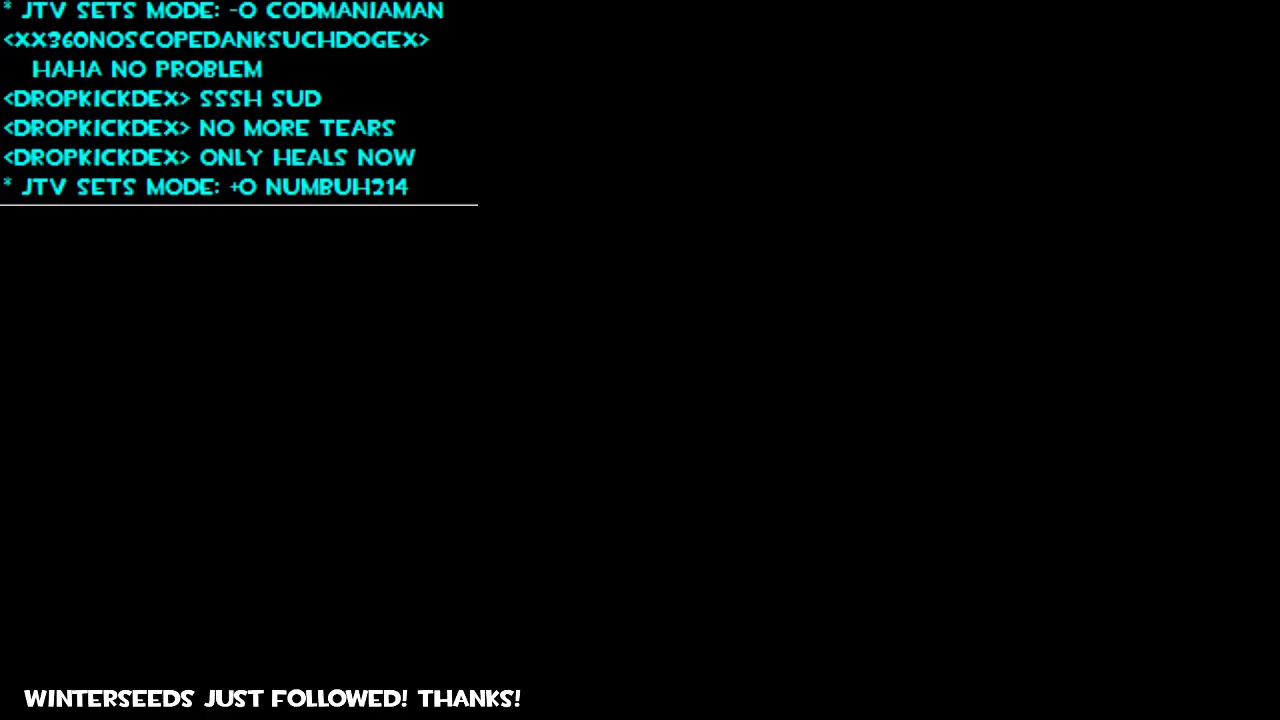 * JTV SETS MODE: -O CODMANIAMAN
<XX360NOSCOPEDANKSUCHDOGEX>
HAHA NO PROBLEM
<DROPKICKDEX> SSSH SUD
<DROPKICKDEX> NO MORE TEARS
<DROPKICKDEX> ONLY HEALS NOW
* JTV SETS MODE: +O NUMBUH214
WINTERSEEDS JUST FOLLOWED! THANKS!